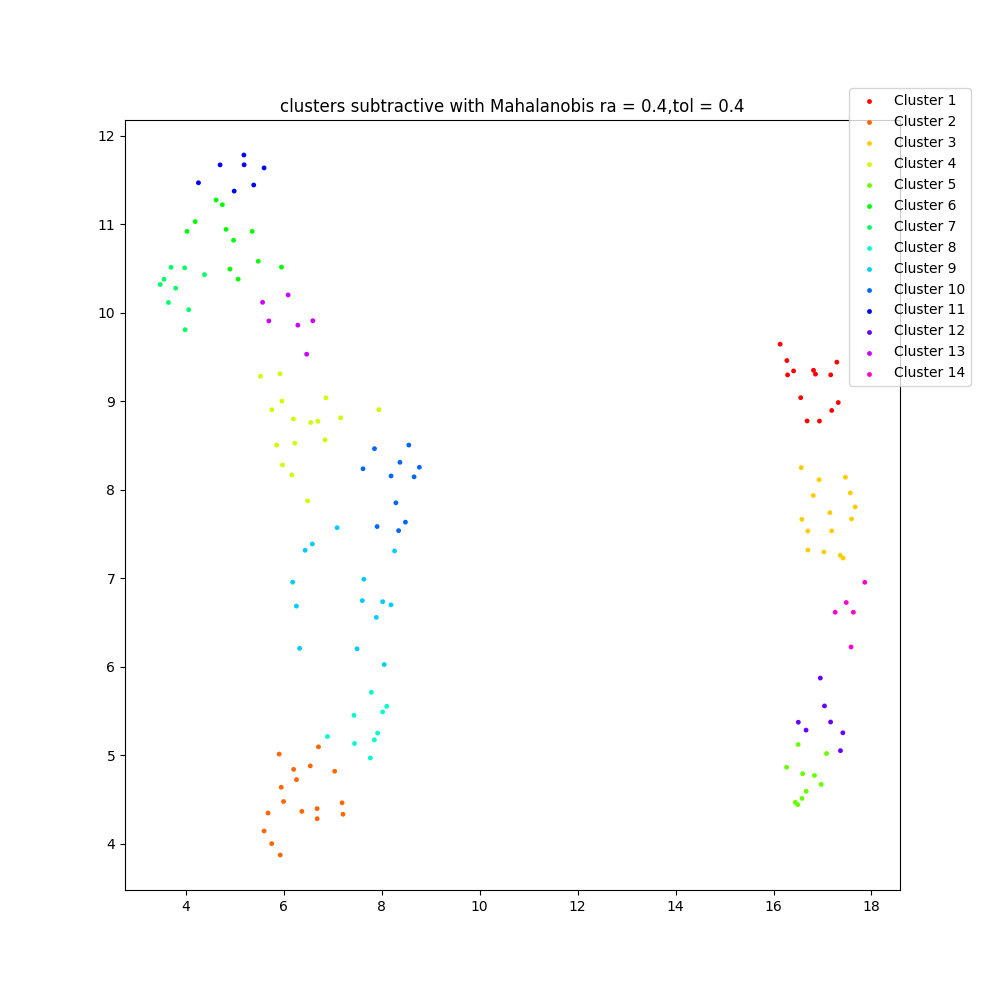 clusters subtractive with Mahalanobis ra = 0.4,tol = 0.4
Cluster 1
Cluster 2
Cluster 3
Cluster 4
Cluster 5
Cluster 6
Cluster 7
Cluster 8
Cluster 9
Cluster 10
Cluster 11
Cluster 12
Cluster 13
Cluster 14
12
11
10
9
8
7
6
5
4
4 6 8 10 12 14 16 18